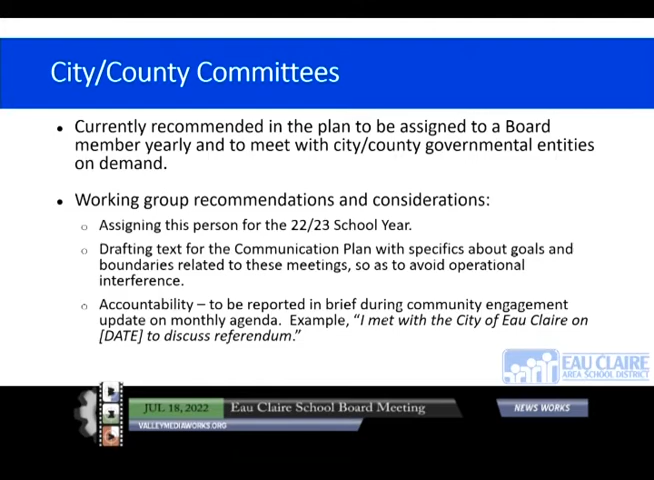 City/County Committees
• Currently recommended in the plan to be assigned to a Board
member yearly and to meet with city/county governmental entities
on demand.
• Working group recommendations and considerations:
o Assigning this person for the 22/23 School Year.
o Drafting text for the Communication Plan with specifics about goals and
boundaries related to these meetings, so as to avoid operational
interference.
o Accountability – to be reported in brief during community engagement
update on monthly agenda. Example, “I met with the City of Eau Claire on
[DATE] to discuss referendum.”
EAU CLAIRE
AREA SCHOOL DISTRICT
JUL 18, 2022 Eau Claire School Board Meeting NEWS WORKS
VALLEYMEDIAWORKS.ORG